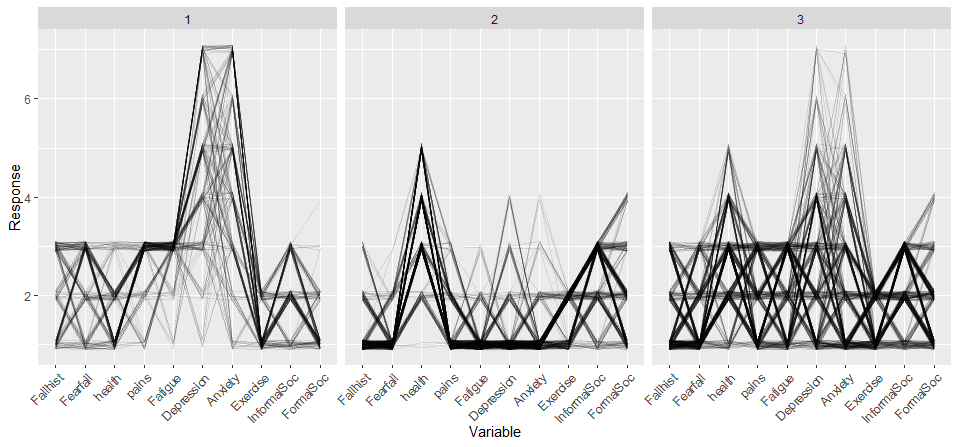 1 2 3
Response
6
4
2
Fallhist Fearfall health pains Fatigue Depression Anxiety Exercise InformalSoc FormalSoc
Fallhist Fearfall health pains Fatigue Depression Anxiety Exercise InformalSoc FormalSoc
Fallhist Fearfall health pains Fatigue Depression Anxiety Exercise InformalSoc FormalSoc
Variable